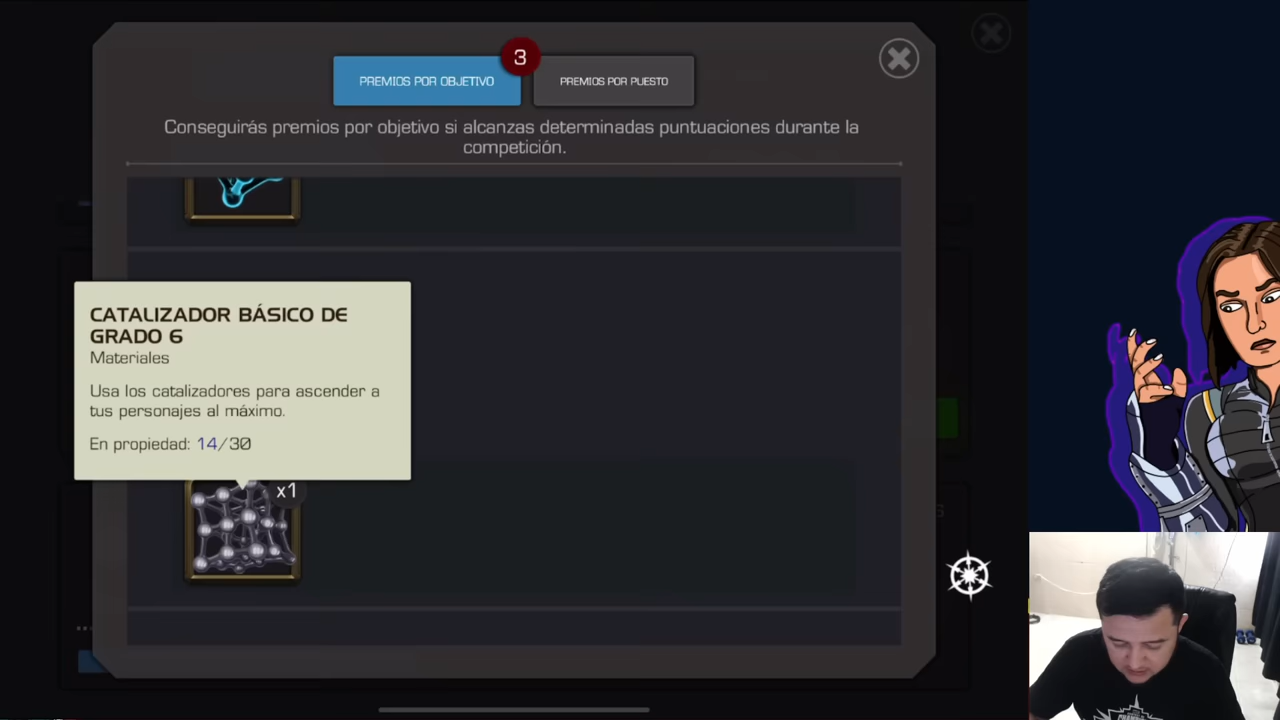 3
PREMIOS POR OBJETIVO
PREMIOS POR PUESTO
Conseguirás premios por objetivo si alcanzas determinadas puntuaciones durante la
competición.
CATALIZADOR BÁSICO DE
GRADO 6
Materiales
Usa los catalizadores para ascender a
tus personajes al máximo.
En propiedad: 14/30
x1